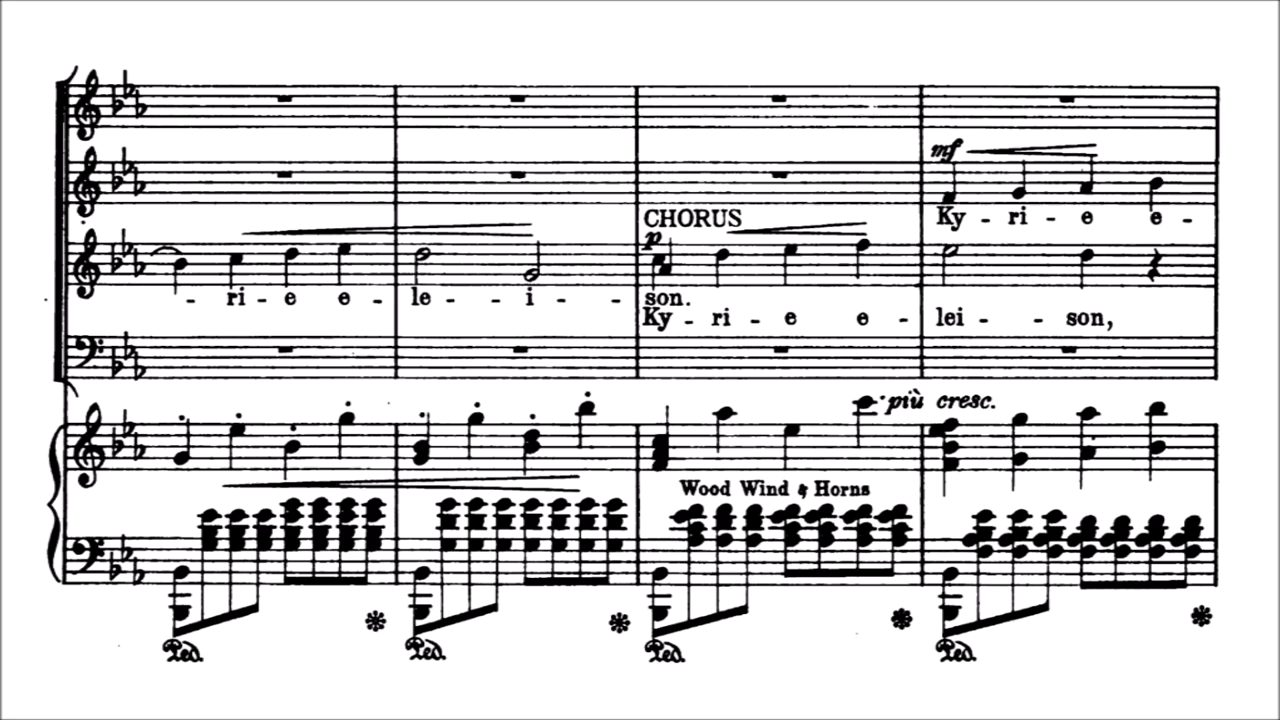 mf
Ky - ri - e e -
CHORUS
p
- ri - e e - le - - i - - son.
Ky - ri - e e - lei - - son,
più cresc.
Wood Wind & Horns
Ped. Ped. Ped. Ped.